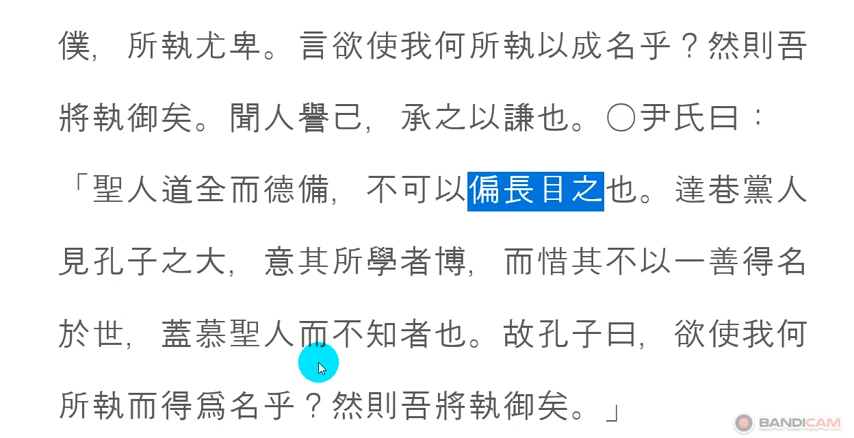 僕，所執尤卑。言欲使我何所執以成名乎？然則吾
將執御矣。聞人譽己，承之以謙也。○尹氏曰：
「聖人道全而德備，不可以偏長目之也。達巷黨人
見孔子之大，意其所學者博，而惜其不以一善得名
於世，蓋慕聖人而不知者也。故孔子曰，欲使我何
所執而得爲名乎？然則吾將執御矣。」
BANDICAM